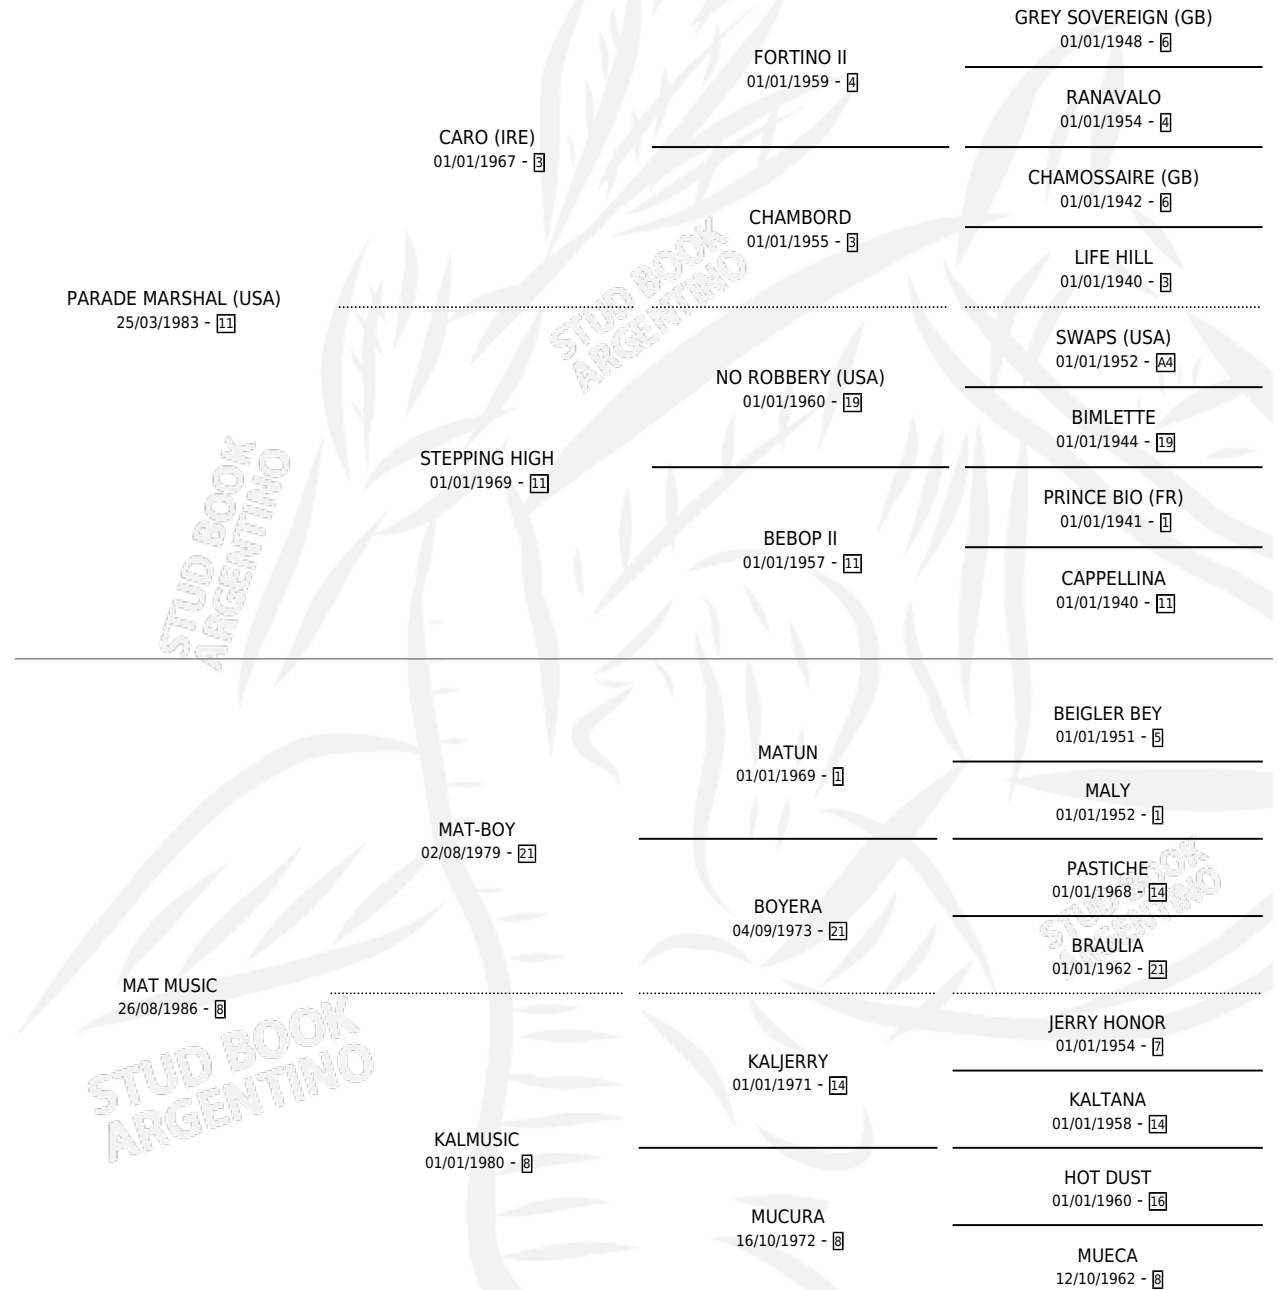 GREY SOVEREIGN (GB)
01/01/1948 - 6
FORTINO II
01/01/1959 - 4
RANAVALO
01/01/1954 - 4
CARO (IRE)
01/01/1967 - 3
CHAMOSSAIRE (GB)
01/01/1942 - 6
CHAMBORD
01/01/1955 - 3
LIFE HILL
01/01/1940 - 3
PARADE MARSHAL (USA)
25/03/1983 - 11
SWAPS (USA)
01/01/1952 - A4
NO ROBBERY (USA)
01/01/1960 - 19
BIMLETTE
01/01/1944 - 19
STEPPING HIGH
01/01/1969 - 11
PRINCE BIO (FR)
01/01/1941 - 1
BEBOP II
01/01/1957 - 11
CAPPELLINA
01/01/1940 - 11
BEIGLER BEY
01/01/1951 - 5
MATUN
01/01/1969 - 1
MALY
01/01/1952 - 1
MAT-BOY
02/08/1979 - 21
PASTICHE
01/01/1968 - 14
BOYERA
04/09/1973 - 21
BRAULIA
01/01/1962 - 21
MAT MUSIC
26/08/1986 - 8
JERRY HONOR
01/01/1954 - 7
KALJERRY
01/01/1971 - 14
KALTANA
01/01/1958 - 14
KALMUSIC
01/01/1980 - 8
HOT DUST
01/01/1960 - 16
MUCURA
16/10/1972 - 8
MUECA
12/10/1962 - 8
STUD BOOK
ARGENTINO
STUD BOOK
ARGENTINO
STUD BOOK
ARGENTINO
STUD BOOK
ARGENTINO